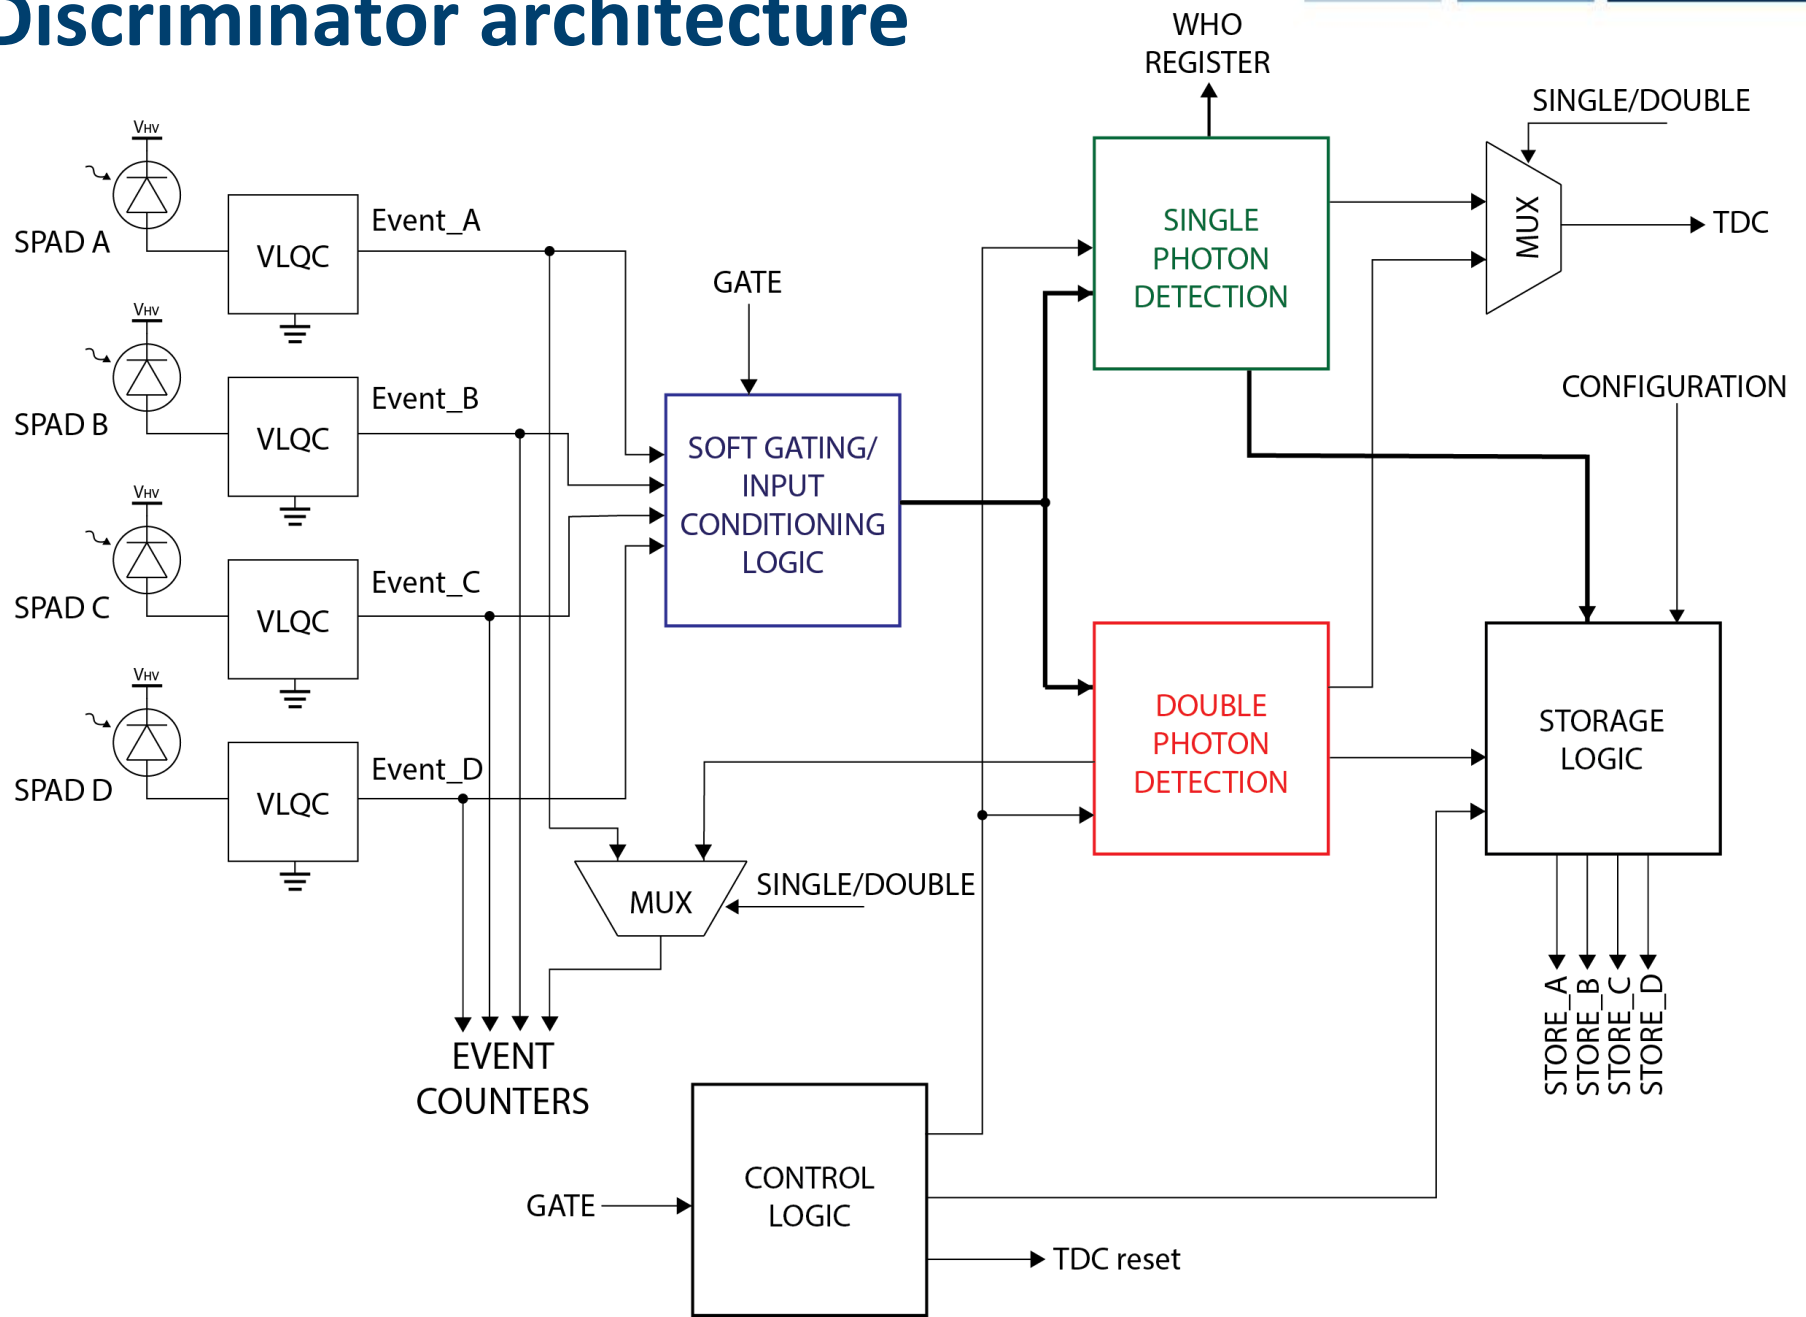 Discriminator architecture
WHO
REGISTER
SINGLE/DOUBLE
VHV
SPAD A
VLQC
Event_A
SINGLE
PHOTON
DETECTION
MUX
TDC
GATE
VHV
SPAD B
VLQC
Event_B
CONFIGURATION
SOFT GATING/
INPUT
CONDITIONING
LOGIC
VHV
SPAD C
VLQC
Event_C
VHV
SPAD D
VLQC
Event_D
DOUBLE
PHOTON
DETECTION
STORAGE
LOGIC
MUX
SINGLE/DOUBLE
STORE_A
STORE_B
STORE_C
STORE_D
EVENT
COUNTERS
CONTROL
LOGIC
GATE
TDC reset